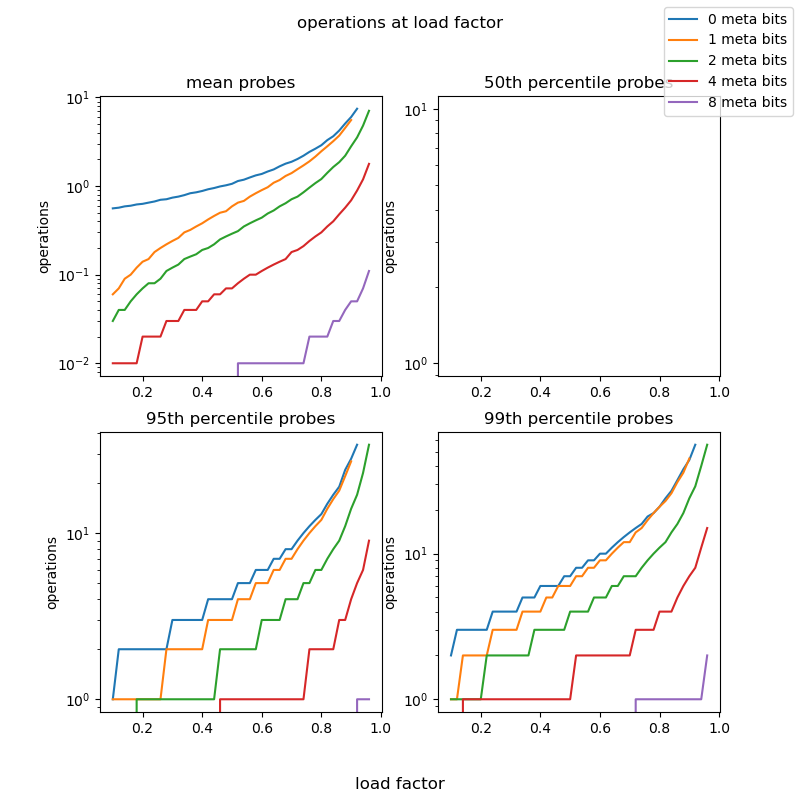 operations at load factor
0 meta bits
1 meta bits
2 meta bits
4 meta bits
8 meta bits
mean probes
operations
10¹
10⁰
10⁻¹
10⁻²
0.2 0.4 0.6 0.8 1.0
50th percentile probes
operations
10¹
10⁰
0.2 0.4 0.6 0.8 1.0
95th percentile probes
operations
10¹
10⁰
0.2 0.4 0.6 0.8 1.0
99th percentile probes
operations
10¹
10⁰
0.2 0.4 0.6 0.8 1.0
load factor